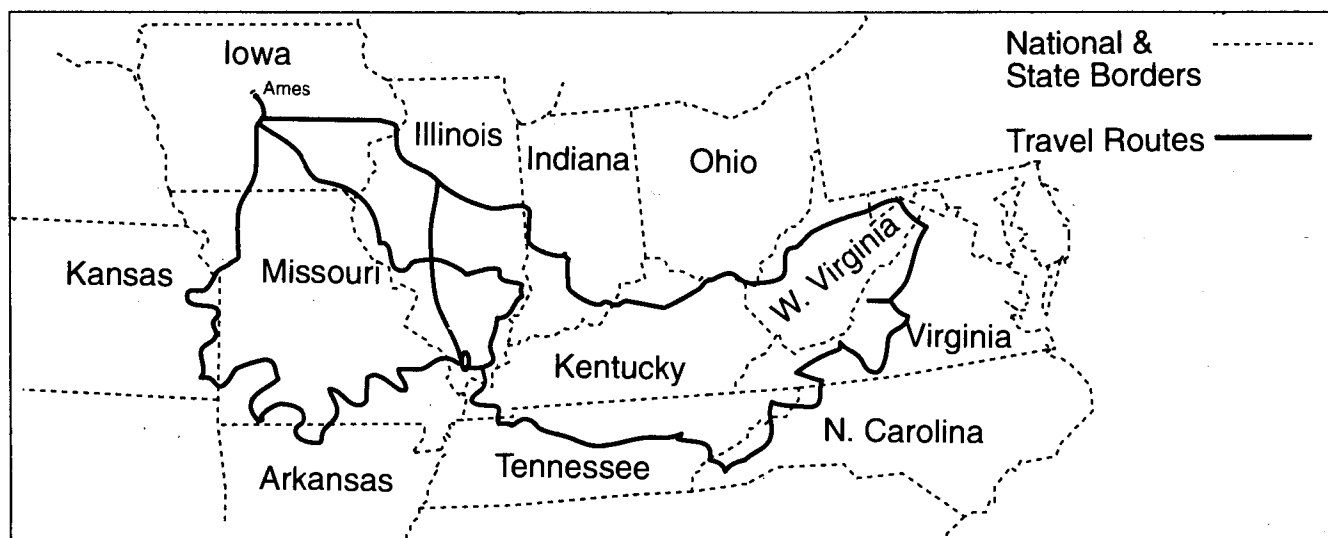 National &
State Borders
Travel Routes
Iowa
Ames
Illinois
Indiana
Ohio
Kansas
Missouri
W. Virginia
Virginia
Kentucky
N. Carolina
Tennessee
Arkansas